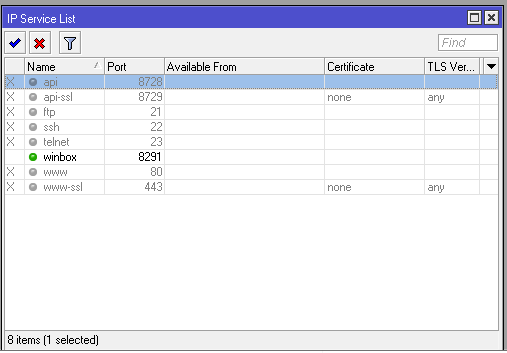 IP Service List
Find
Name / Port Available From Certificate TLS Ver...
X api 8728
X api-ssl 8729 none any
X ftp 21
X ssh 22
X telnet 23
winbox 8291
X www 80
X www-ssl 443 none any
8 items (1 selected)